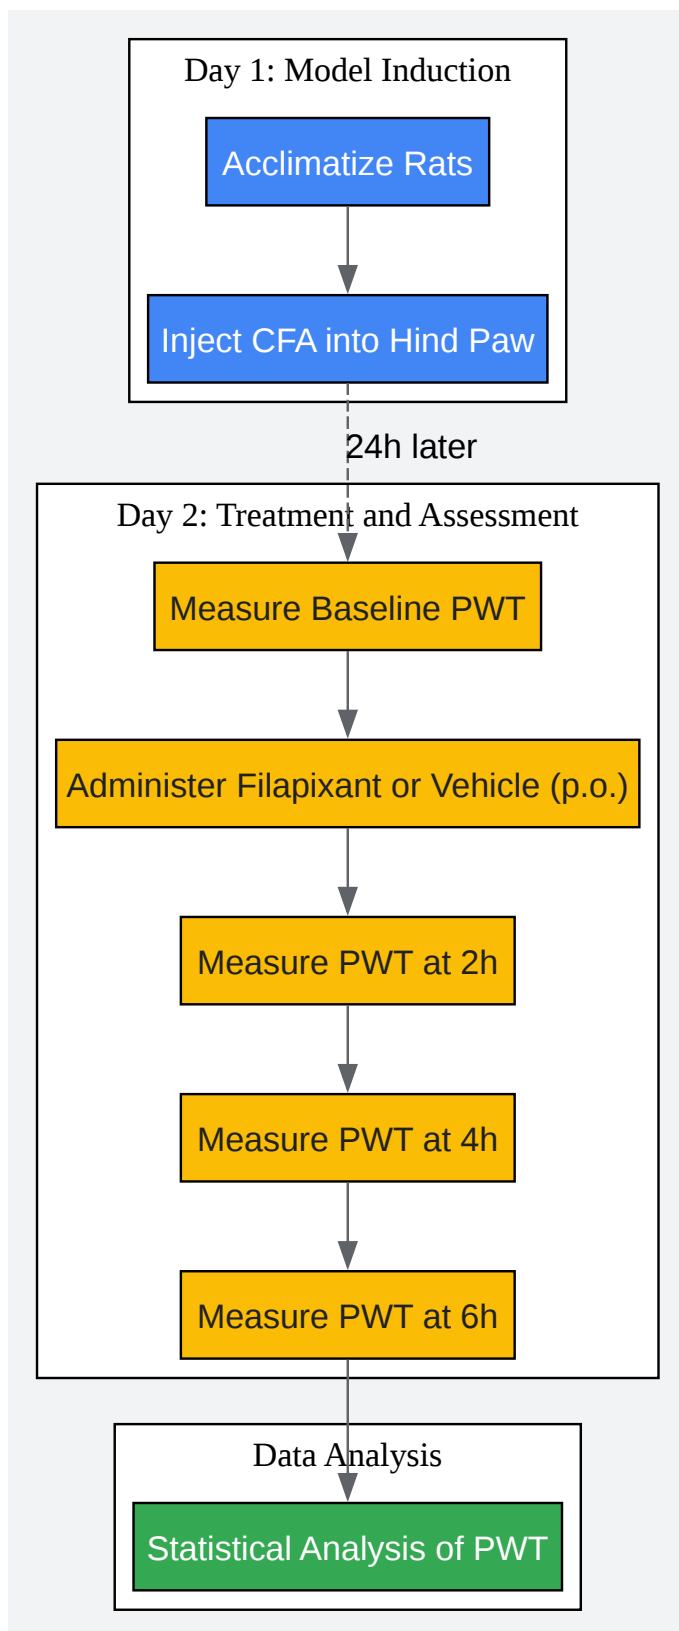 Day 1: Model Induction
Acclimatize Rats
Inject CFA into Hind Paw
24h later
Day 2: Treatment and Assessment
Measure Baseline PWT
Administer Filapixant or Vehicle (p.o.)
Measure PWT at 2h
Measure PWT at 4h
Measure PWT at 6h
Data Analysis
Statistical Analysis of PWT